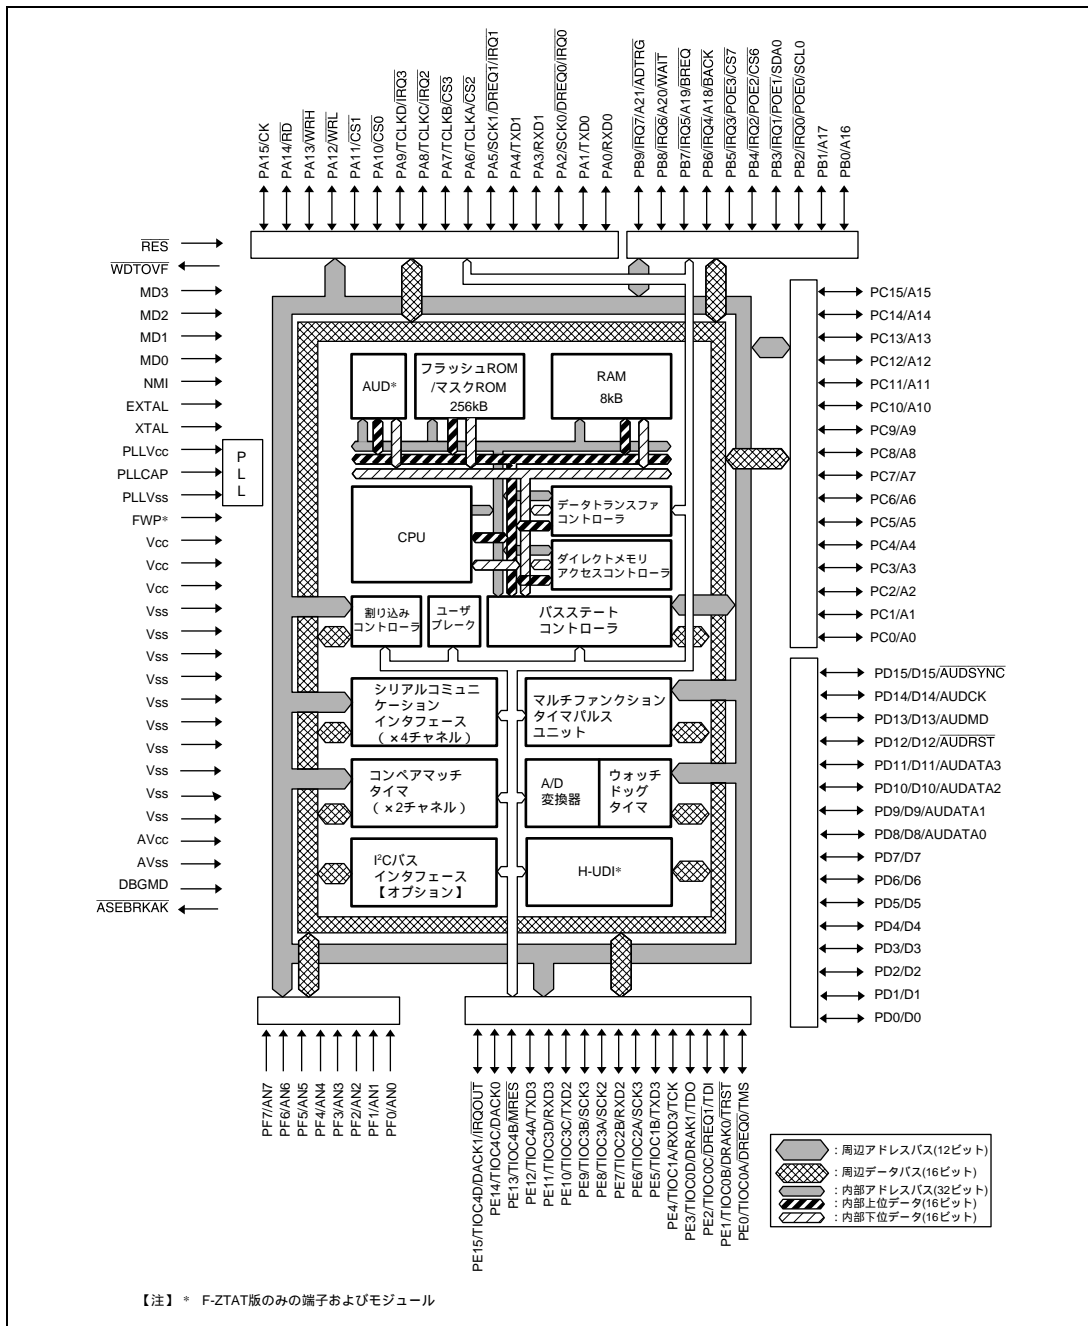 PA15/CK
PA14/RD
PA13/WRH
PA12/WRL
PA11/CS1
PA10/CS0
PA9/TCLKD/IRQ3
PA8/TCLKC/IRQ2
PA7/TCLKB/CS3
PA6/TCLKA/CS2
PA5/SCK1/DREQ1/IRQ1
PA4/TXD1
PA3/RXD1
PA2/SCK0/DREQ0/IRQ0
PA1/TXD0
PA0/RXD0
PB9/IRQ7/A21/ADTRG
PB8/IRQ6/A20/WAIT
PB7/IRQ5/A19/BREQ
PB6/IRQ4/A18/BACK
PB5/IRQ3/POE3/CS7
PB4/IRQ2/POE2/CS6
PB3/IRQ1/POE1/SDA0
PB2/IRQ0/POE0/SCL0
PB1/A17
PB0/A16
RES
WDTOVF
MD3
MD2
MD1
MD0
NMI
EXTAL
XTAL
PLLVcc
PLLCAP
PLLVss
FWP*
Vcc
Vcc
Vcc
Vss
Vss
Vss
Vss
Vss
Vss
Vss
Vss
Vss
Vss
AVcc
AVss
DBGMD
ASEBRKAK
PLL
AUD*
フラッシュROM
/マスクROM
256kB
RAM
8kB
CPU
データトランスファ
コントローラ
ダイレクトメモリ
アクセスコントローラ
割り込み
コントローラ
ユーザ
ブレーク
バスステート
コントローラ
シリアルコミュニ
ケーション
インタフェース
(×4チャネル)
マルチファンクション
タイマパルス
ユニット
コンペアマッチ
タイマ
(×2チャネル)
A/D
変換器
ウォッチ
ドッグ
タイマ
I²Cバス
インタフェース
【オプション】
H-UDI*
PC15/A15
PC14/A14
PC13/A13
PC12/A12
PC11/A11
PC10/A10
PC9/A9
PC8/A8
PC7/A7
PC6/A6
PC5/A5
PC4/A4
PC3/A3
PC2/A2
PC1/A1
PC0/A0
PD15/D15/AUDSYNC
PD14/D14/AUDCK
PD13/D13/AUDMD
PD12/D12/AUDRST
PD11/D11/AUDATA3
PD10/D10/AUDATA2
PD9/D9/AUDATA1
PD8/D8/AUDATA0
PD7/D7
PD6/D6
PD5/D5
PD4/D4
PD3/D3
PD2/D2
PD1/D1
PD0/D0
PF7/AN7
PF6/AN6
PF5/AN5
PF4/AN4
PF3/AN3
PF2/AN2
PF1/AN1
PF0/AN0
PE15/TIOC4D/DACK1/IRQOUT
PE14/TIOC4C/DACK0
PE13/TIOC4B/MRES
PE12/TIOC4A/TXD3
PE11/TIOC3D/RXD3
PE10/TIOC3C/TXD2
PE9/TIOC3B/SCK3
PE8/TIOC3A/SCK2
PE7/TIOC2B/RXD2
PE6/TIOC2A/SCK3
PE5/TIOC1B/TXD3
PE4/TIOC1A/RXD3/TCK
PE3/TIOC0D/DRAK1/TDO
PE2/TIOC0C/DREQ1/TDI
PE1/TIOC0B/DRAK0/TRST
PE0/TIOC0A/DREQ0/TMS
: 周辺アドレスバス(12ビット)
: 周辺データバス(16ビット)
: 内部アドレスバス(32ビット)
: 内部上位データ(16ビット)
: 内部下位データ(16ビット)
【注】 * F-ZTAT版のみの端子およびモジュール